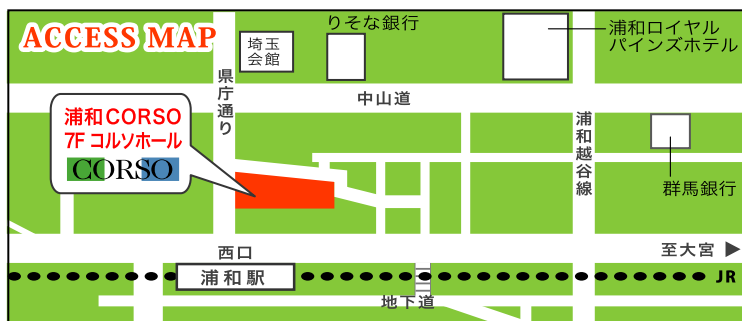 ACCESS MAP
埼玉
会館
りそな銀行
浦和ロイヤル
パインズホテル
県庁通り
中山道
浦和CORSO
7F コルソホール
CORSO
浦和越谷線
群馬銀行
西口
至大宮
浦和駅
JR
地下道